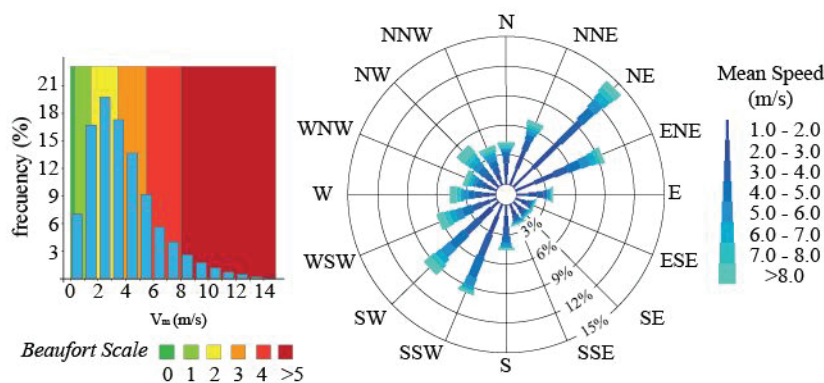 frecuency (%)
21
18
15
12
9
6
3
0 2 4 6 8 10 12 14
Vm (m/s)
Beaufort Scale
0 1 2 3 4 >5
N
NNE
NE
ENE
E
ESE
SE
SSE
S
SSW
SW
WSW
W
WNW
NW
NNW
3%
6%
9%
12%
15%
Mean Speed
(m/s)
1.0 - 2.0
2.0 - 3.0
3.0 - 4.0
4.0 - 5.0
5.0 - 6.0
6.0 - 7.0
7.0 - 8.0
>8.0